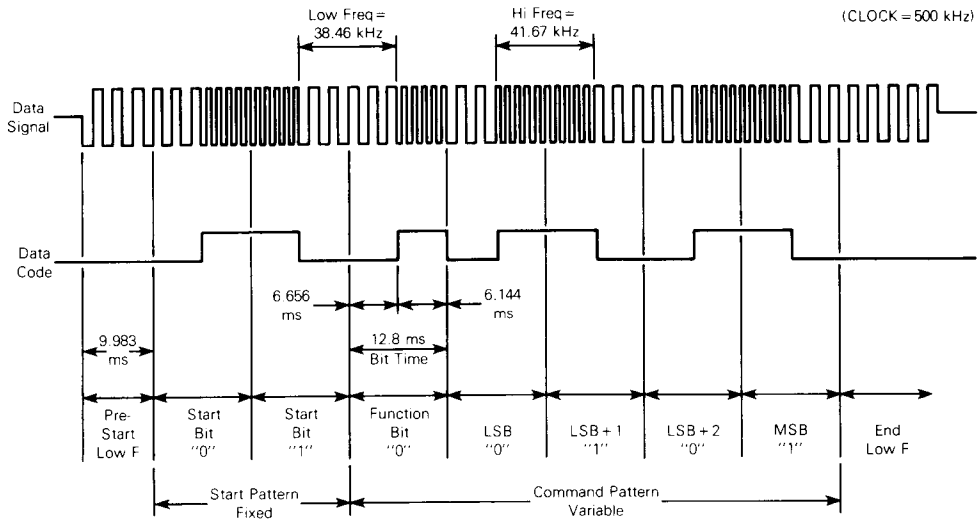 Low Freq=
38.46 kHz
Hi Freq=
41.67 kHz
(CLOCK=500 kHz)
Data
Signal
Data
Code
6.656
ms
6.144
ms
9.983
ms
12.8 ms
Bit Time
Pre-
Start
Low F
Start
Bit
"0"
Start
Bit
"1"
Function
Bit
"0"
LSB
"0"
LSB+1
"1"
LSB+2
"0"
MSB
"1"
End
Low F
Start Pattern
Fixed
Command Pattern
Variable